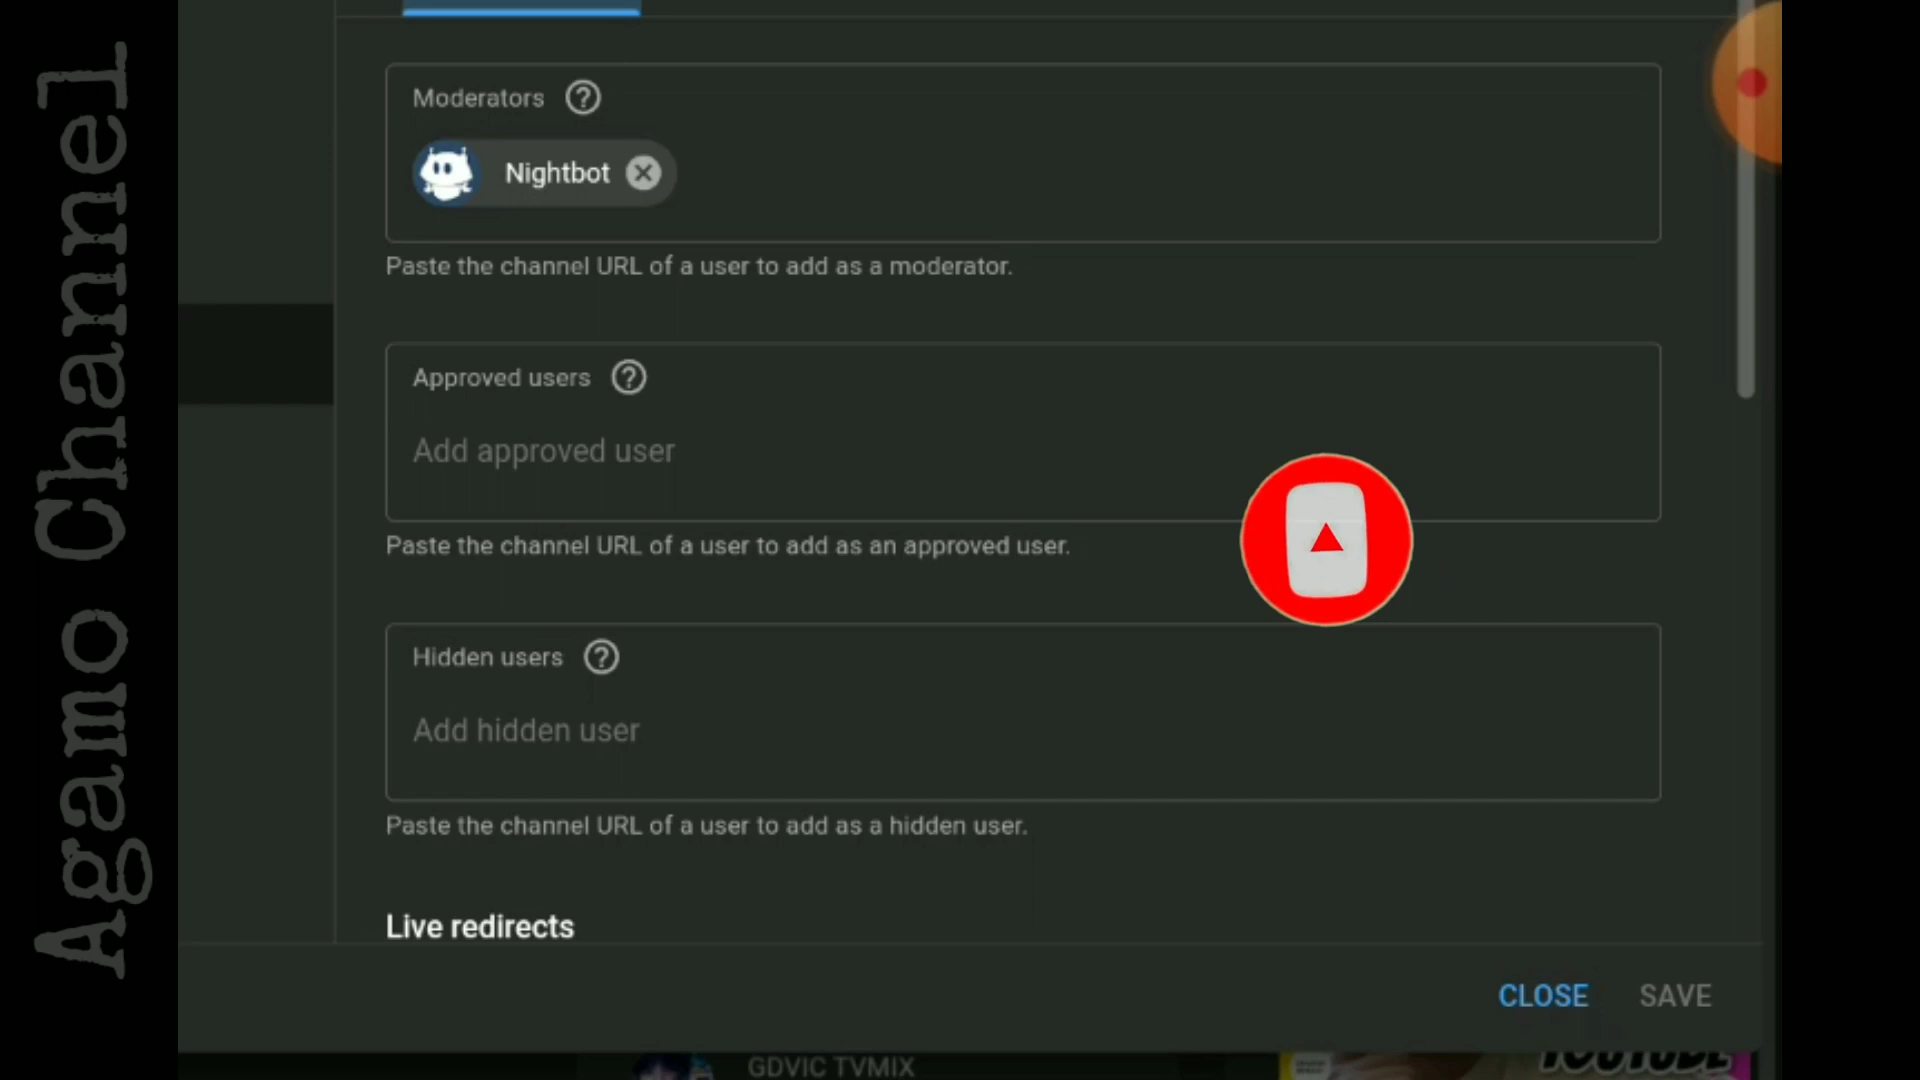 Agamo Channel
Moderators
Nightbot
Paste the channel URL of a user to add as a moderator.
Approved users
Add approved user
Paste the channel URL of a user to add as an approved user.
Hidden users
Add hidden user
Paste the channel URL of a user to add as a hidden user.
Live redirects
CLOSE SAVE
GDVIC TVMIX
YOUTUBE